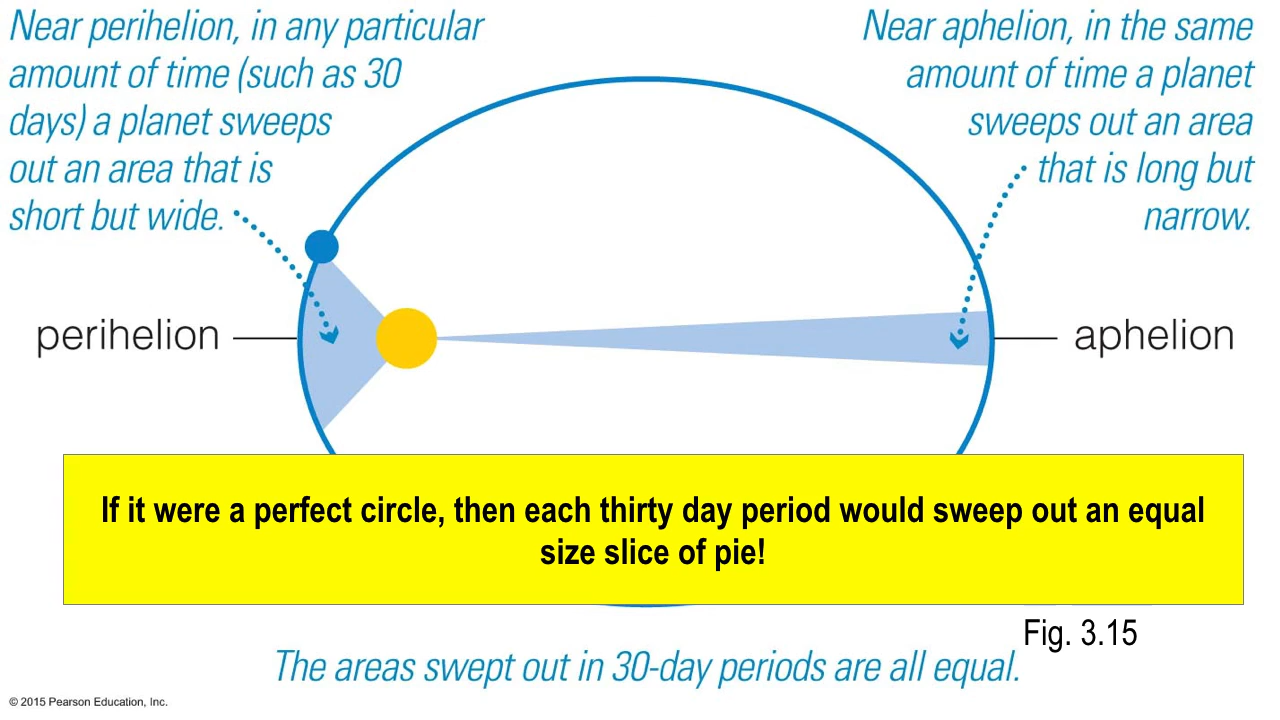 Near perihelion, in any particular
amount of time (such as 30
days) a planet sweeps
out an area that is
short but wide.
Near aphelion, in the same
amount of time a planet
sweeps out an area
that is long but
narrow.
perihelion
aphelion
If it were a perfect circle, then each thirty day period would sweep out an equal
size slice of pie!
Fig. 3.15
The areas swept out in 30-day periods are all equal.
© 2015 Pearson Education, Inc.